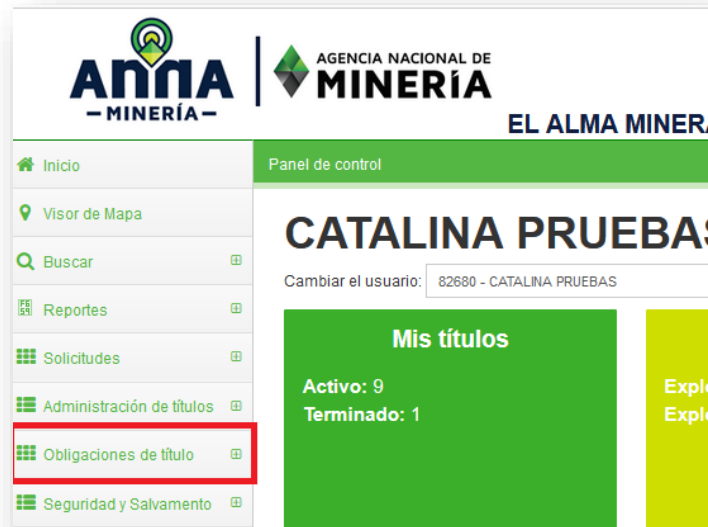 ANNA
– MINERÍA –
AGENCIA NACIONAL DE
MINERÍA
EL ALMA
Inicio
Panel de control
Visor de Mapa
Buscar
Reportes
Solicitudes
Administración de títulos
Obligaciones de título
Seguridad y Salvamento
CATALINA PRUEBAS
Cambiar el usuario: 82680 - CATALINA PRUEBAS
Mis títulos
Activo: 9
Terminado: 1